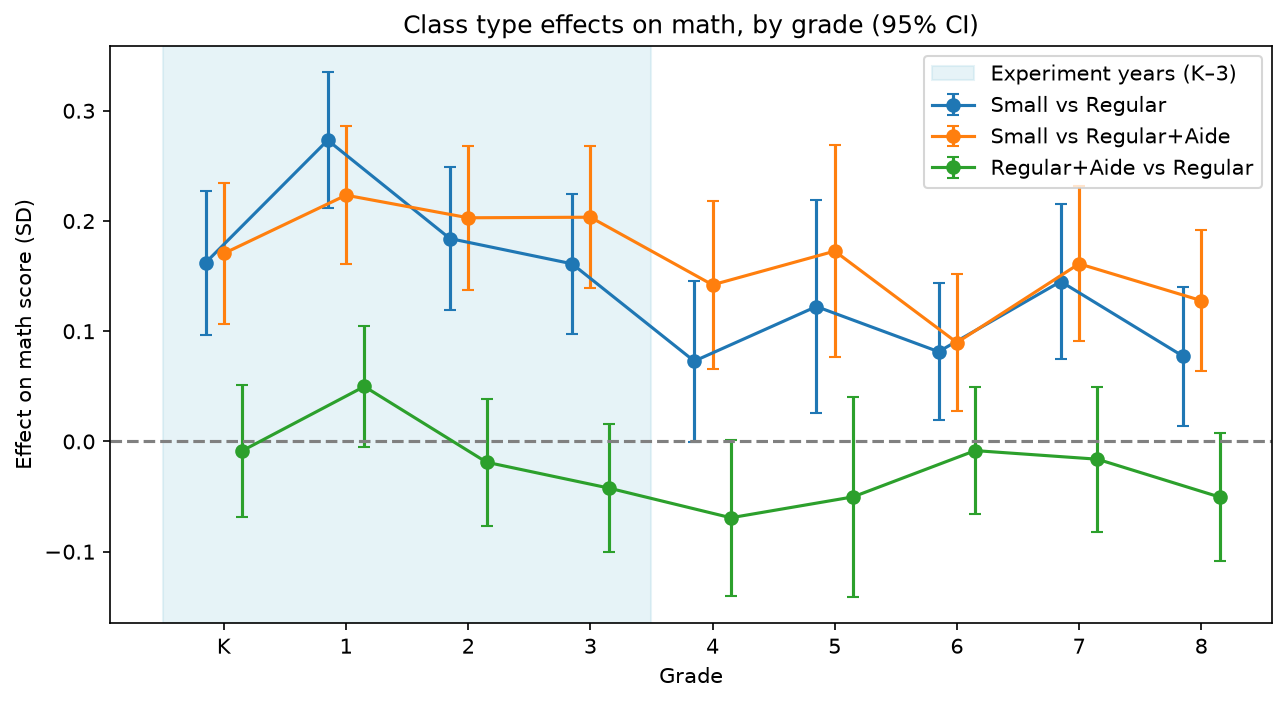 Class type effects on math, by grade (95% CI)
Experiment years (K–3)
Small vs Regular
Small vs Regular+Aide
Regular+Aide vs Regular
Effect on math score (SD)
0.3
0.2
0.1
0.0
−0.1
K 1 2 3 4 5 6 7 8
Grade